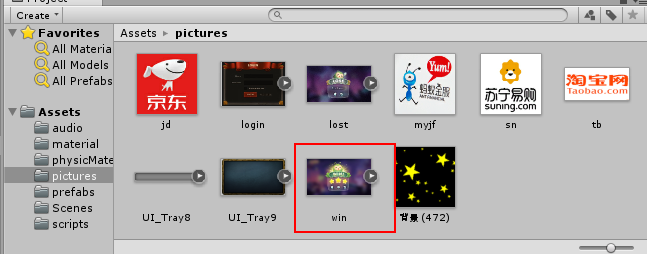 Project
Create
Favorites
All Materia
All Models
All Prefabs
Assets
audio
material
physicMate
pictures
prefabs
Scenes
scripts
Assets ▸ pictures
京东
Yum!
蚂蚁金服
ANT FINANCIAL
苏宁易购
suning.com
淘宝网
Taobao.com
jd
login
lost
myjf
sn
tb
UI_Tray8
UI_Tray9
win
背景 (472)